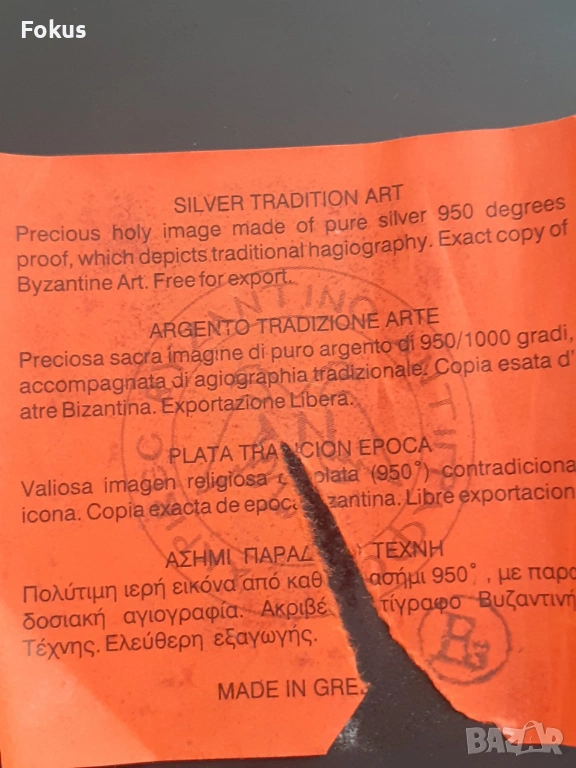 Fokus
SILVER TRADITION ART
Precious holy image made of pure silver 950 degrees
proof, which depicts traditional hagiography. Exact copy of
Byzantine Art. Free for export.
ARGENTO TRADIZIONE ARTE
Preciosa sacra imagine di puro argento di 950/1000 gradi,
accompagnata di agiographia tradizionale. Copia esata d'
atre Bizantina. Exportazione Libera.
PLATA TRADICION EPOCA
Valiosa imagen religiosa plata (950°) contradiciona
icona. Copia exacta de epoca zantina. Libre exportacion
ΑΣΗΜΙ ΠΑΡΑΔ ΤΕΧΝΗ
Πολύτιμη ιερή εικόνα από καθ ασήμι 950°, με παρα
δοσιακή αγιογραφία. Ακριβέ τίγραφο Βυζαντινή
Τέχνης. Ελεύθερη εξαγωγής.
MADE IN GRE
BYZANTINO
B3
BAZAR